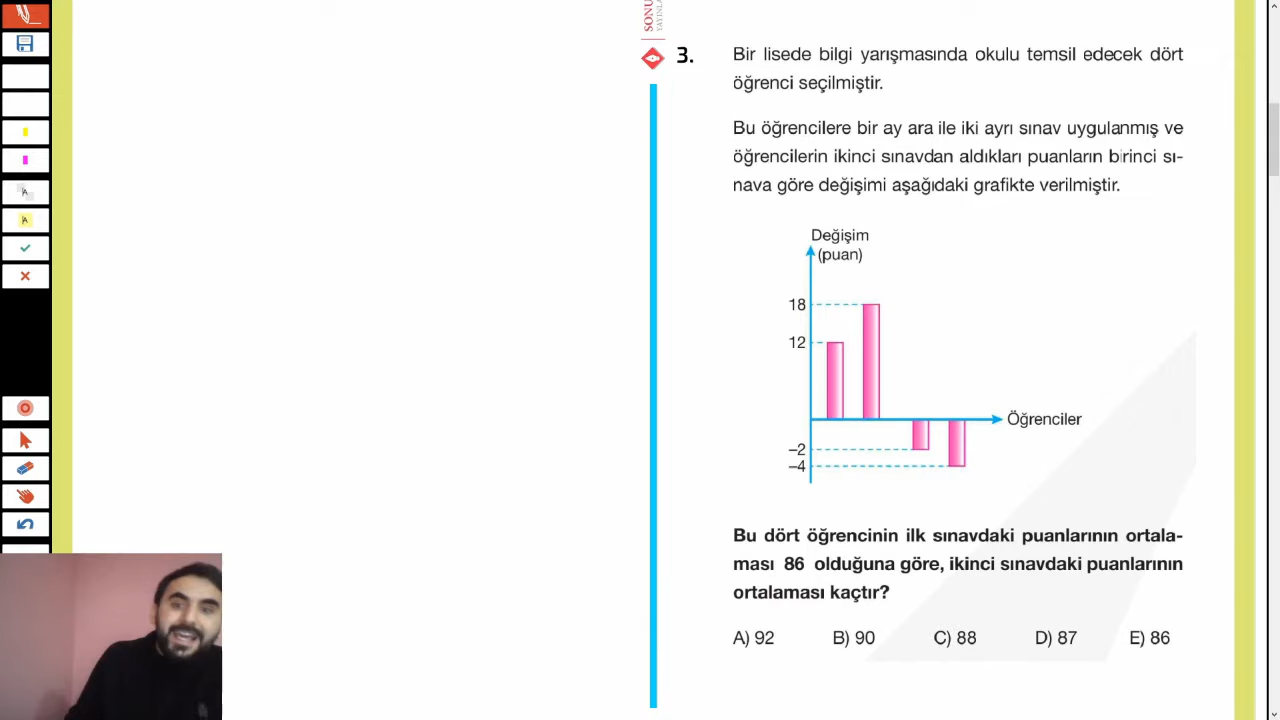 SONU
YAYINLA
3. Bir lisede bilgi yarışmasında okulu temsil edecek dört
öğrenci seçilmiştir.
Bu öğrencilere bir ay ara ile iki ayrı sınav uygulanmış ve
öğrencilerin ikinci sınavdan aldıkları puanların birinci sı-
nava göre değişimi aşağıdaki grafikte verilmiştir.
Değişim
(puan)
18
12
Öğrenciler
–2
–4
Bu dört öğrencinin ilk sınavdaki puanlarının ortala-
ması 86 olduğuna göre, ikinci sınavdaki puanlarının
ortalaması kaçtır?
A) 92 B) 90 C) 88 D) 87 E) 86